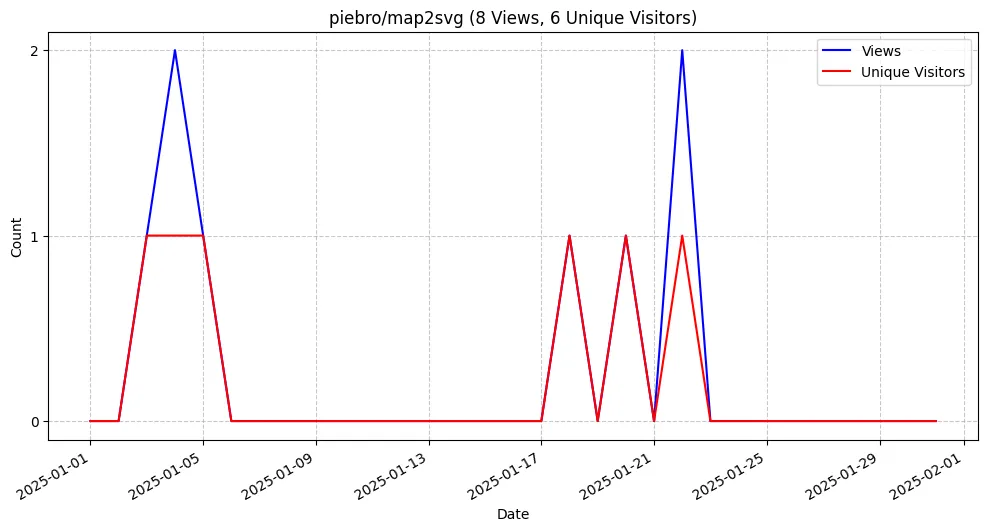 piebro/map2svg (8 Views, 6 Unique Visitors)
Views
Unique Visitors
2
1
0
Count
2025-01-01
2025-01-05
2025-01-09
2025-01-13
2025-01-17
2025-01-21
2025-01-25
2025-01-29
2025-02-01
Date